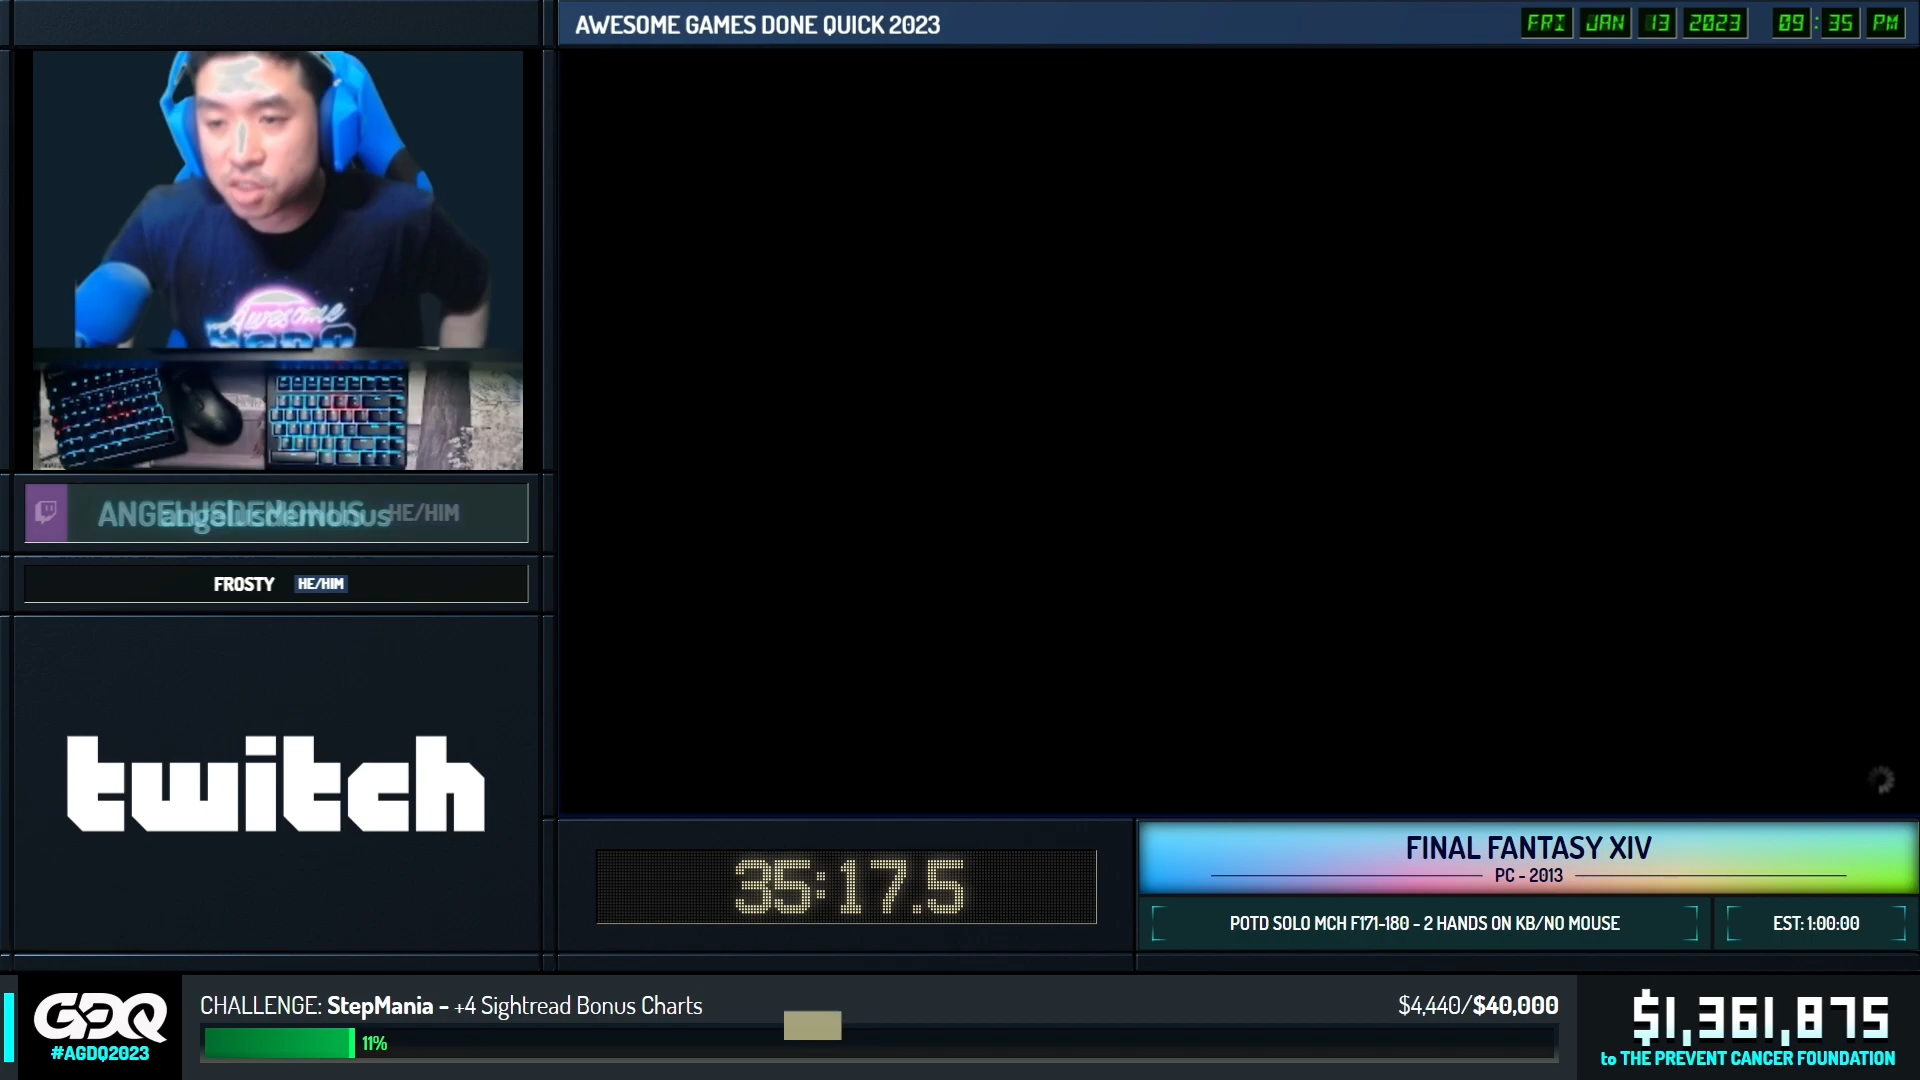 AWESOME GAMES DONE QUICK 2023
FRI JAN 13 2023 09:35 PM
Awesome
ANGELUSDEMONUS HE/HIM
angelusdemonus
FROSTY HE/HIM
twitch
35:17.5
FINAL FANTASY XIV
PC - 2013
POTD SOLO MCH F171-180 - 2 HANDS ON KB/NO MOUSE
EST: 1:00:00
GDQ
#AGDQ2023
CHALLENGE: StepMania - +4 Sightread Bonus Charts
$4,440/$40,000
11%
$1,361,875
to THE PREVENT CANCER FOUNDATION